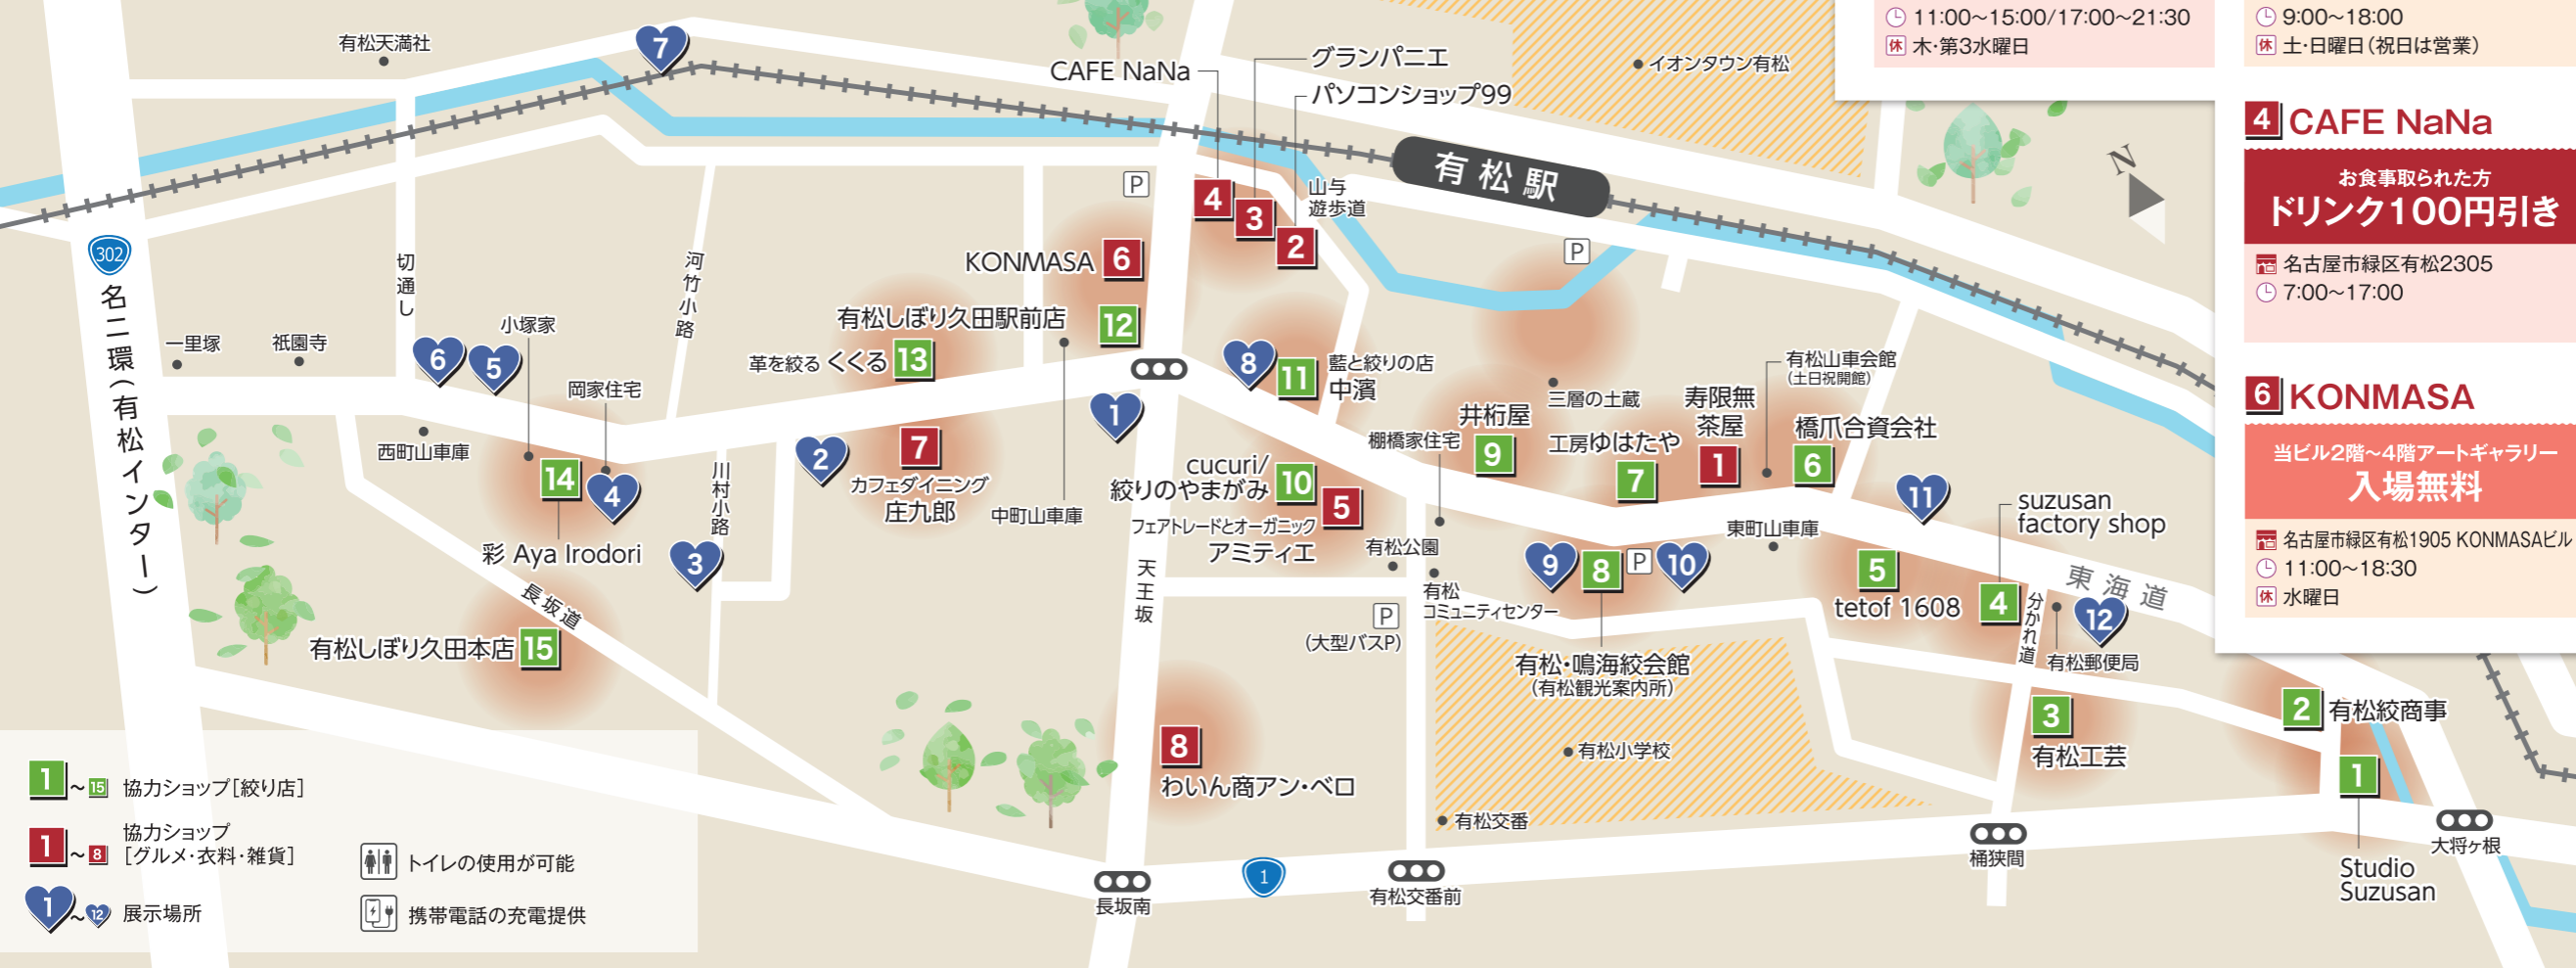 11:00～15:00/17:00～21:30
休 木・第3水曜日
9:00～18:00
休 土・日曜日（祝日は営業）
4 CAFE NaNa
お食事取られた方
ドリンク100円引き
名古屋市緑区有松2305
7:00～17:00
6 KONMASA
当ビル2階～4階アートギャラリー
入場無料
名古屋市緑区有松1905 KONMASAビル
11:00～18:30
休 水曜日
N
有松天満社
7
CAFE NaNa
グランパニエ
パソコンショップ99
イオンタウン有松
有松駅
山与
遊歩道
P
4
3
2
P
302
名二環（有松インター）
切通し
河竹小路
KONMASA 6
有松しぼり久田駅前店 12
革を絞る くくる 13
一里塚
祇園寺
小塚家
6
5
岡家住宅
西町山車庫
14
4
彩 Aya Irodori
川村小路
3
2
7
カフェダイニング
庄九郎
中町山車庫
1
8
11 藍と絞りの店
中濱
cucuri/
絞りのやまがみ 10
5
フェアトレードとオーガニック
アミティエ
天王坂
井桁屋
9
棚橋家住宅
三層の土蔵
工房ゆはたや
7
寿限無
茶屋
1
有松山車会館
（土日祝開館）
橋爪合資会社
6
11
suzusan
factory shop
東海道
有松公園
有松
コミュニティセンター
P
（大型バスP）
9
8
P
10
有松・鳴海絞会館
（有松観光案内所）
東町山車庫
5
tetof 1608
4
分かれ道
12
有松郵便局
長坂道
有松しぼり久田本店 15
8
わいん商アン・ベロ
有松小学校
有松交番
3
有松工芸
2 有松絞商事
1
Studio
Suzusan
大将ヶ根
桶狭間
有松交番前
1
長坂南
1～15 協力ショップ［絞り店］
1～8 協力ショップ
［グルメ・衣料・雑貨］
1～12 展示場所
トイレの使用が可能
携帯電話の充電提供